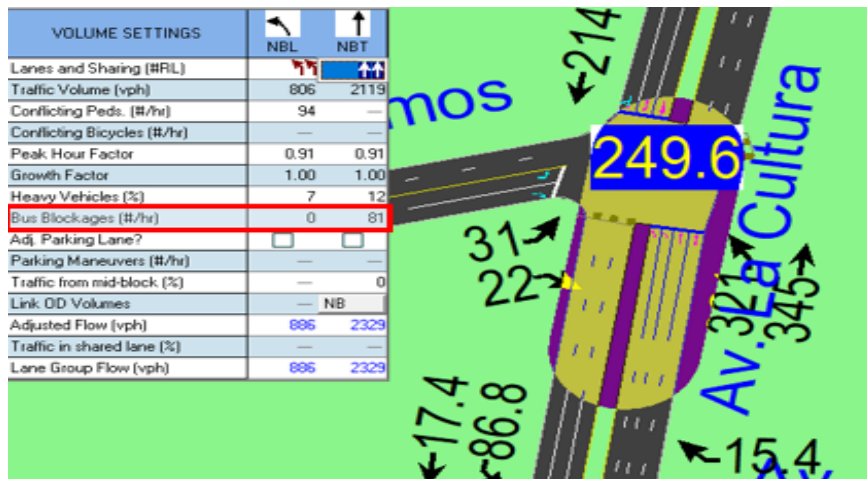 VOLUME SETTINGS NBL NBT
Lanes and Sharing (#RL)
Traffic Volume (vph) 806 2119
Conflicting Peds. (#/hr) 94 —
Conflicting Bicycles (#/hr) — —
Peak Hour Factor 0.91 0.91
Growth Factor 1.00 1.00
Heavy Vehicles (%) 7 12
Bus Blockages (#/hr) 0 81
Adj. Parking Lane?
Parking Maneuvers (#/hr) — —
Traffic from mid-block (%) — 0
Link OD Volumes — NB
Adjusted Flow (vph) 886 2329
Traffic in shared lane (%) — —
Lane Group Flow (vph) 886 2329
214
mos
249.6
Av. La Cultura
31
22
321
345
17.4
86.8
15.4
Av